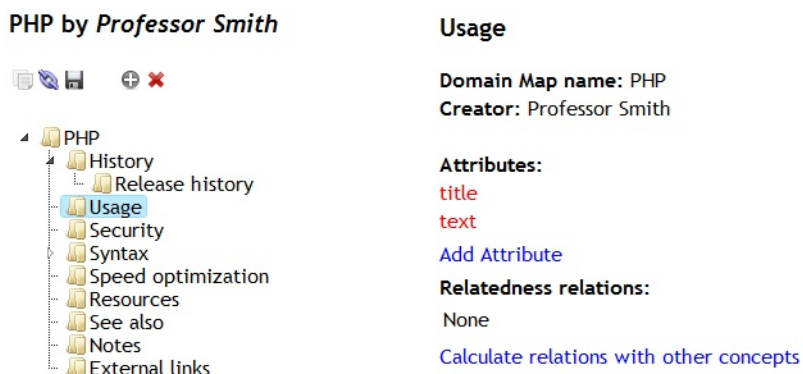 PHP by Professor Smith
PHP
History
Release history
Usage
Security
Syntax
Speed optimization
Resources
See also
Notes
External links
Usage
Domain Map name: PHP
Creator: Professor Smith
Attributes:
title
text
Add Attribute
Relatedness relations:
None
Calculate relations with other concepts